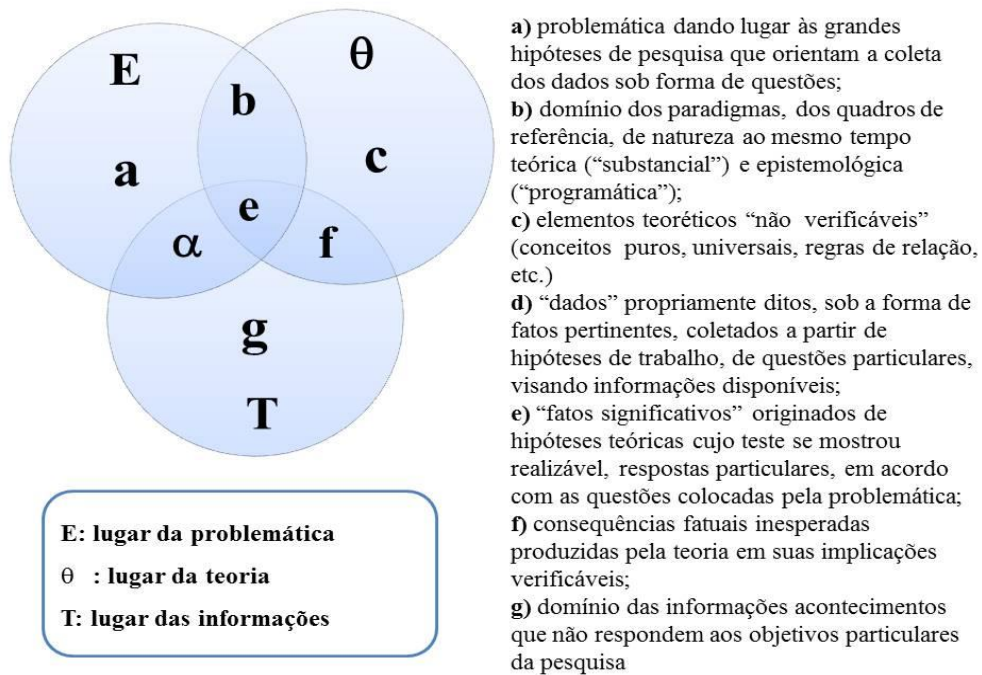 E
θ
b
a
c
e
α
f
g
T
E: lugar da problemática
θ : lugar da teoria
T: lugar das informações
a) problemática dando lugar às grandes
hipóteses de pesquisa que orientam a coleta
dos dados sob forma de questões;
b) domínio dos paradigmas, dos quadros de
referência, de natureza ao mesmo tempo
teórica (“substancial”) e epistemológica
(“programática”);
c) elementos teoréticos “não verificáveis”
(conceitos puros, universais, regras de relação,
etc.)
d) “dados” propriamente ditos, sob a forma de
fatos pertinentes, coletados a partir de
hipóteses de trabalho, de questões particulares,
visando informações disponíveis;
e) “fatos significativos” originados de
hipóteses teóricas cujo teste se mostrou
realizável, respostas particulares, em acordo
com as questões colocadas pela problemática;
f) consequências fatuais inesperadas
produzidas pela teoria em suas implicações
verificáveis;
g) domínio das informações acontecimentos
que não respondem aos objetivos particulares
da pesquisa